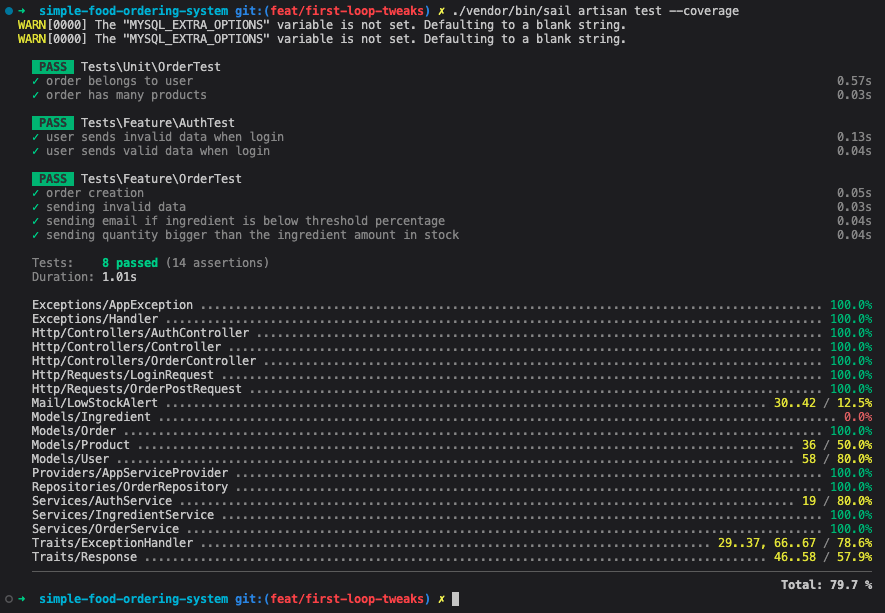 ➜ simple-food-ordering-system git:(feat/first-loop-tweaks) ✗ ./vendor/bin/sail artisan test --coverage
WARN[0000] The "MYSQL_EXTRA_OPTIONS" variable is not set. Defaulting to a blank string.
WARN[0000] The "MYSQL_EXTRA_OPTIONS" variable is not set. Defaulting to a blank string.
PASS Tests\Unit\OrderTest
✓ order belongs to user 0.57s
✓ order has many products 0.03s
PASS Tests\Feature\AuthTest
✓ user sends invalid data when login 0.13s
✓ user sends valid data when login 0.04s
PASS Tests\Feature\OrderTest
✓ order creation 0.05s
✓ sending invalid data 0.03s
✓ sending email if ingredient is below threshold percentage 0.04s
✓ sending quantity bigger than the ingredient amount in stock 0.04s
Tests: 8 passed (14 assertions)
Duration: 1.01s
Exceptions/AppException ........ 100.0%
Exceptions/Handler ........ 100.0%
Http/Controllers/AuthController ........ 100.0%
Http/Controllers/Controller ........ 100.0%
Http/Controllers/OrderController ........ 100.0%
Http/Requests/LoginRequest ........ 100.0%
Http/Requests/OrderPostRequest ........ 100.0%
Mail/LowStockAlert ........ 30..42 / 12.5%
Models/Ingredient ........ 0.0%
Models/Order ........ 100.0%
Models/Product ........ 36 / 50.0%
Models/User ........ 58 / 80.0%
Providers/AppServiceProvider ........ 100.0%
Repositories/OrderRepository ........ 100.0%
Services/AuthService ........ 19 / 80.0%
Services/IngredientService ........ 100.0%
Services/OrderService ........ 100.0%
Traits/ExceptionHandler ........ 29..37, 66..67 / 78.6%
Traits/Response ........ 46..58 / 57.9%
Total: 79.7 %
➜ simple-food-ordering-system git:(feat/first-loop-tweaks) ✗